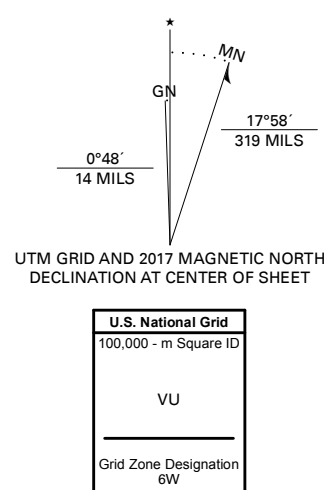 ★
MN
GN
0°48´
14 MILS
17°58´
319 MILS
UTM GRID AND 2017 MAGNETIC NORTH
DECLINATION AT CENTER OF SHEET
U.S. National Grid
100,000 - m Square ID
VU
Grid Zone Designation
6W